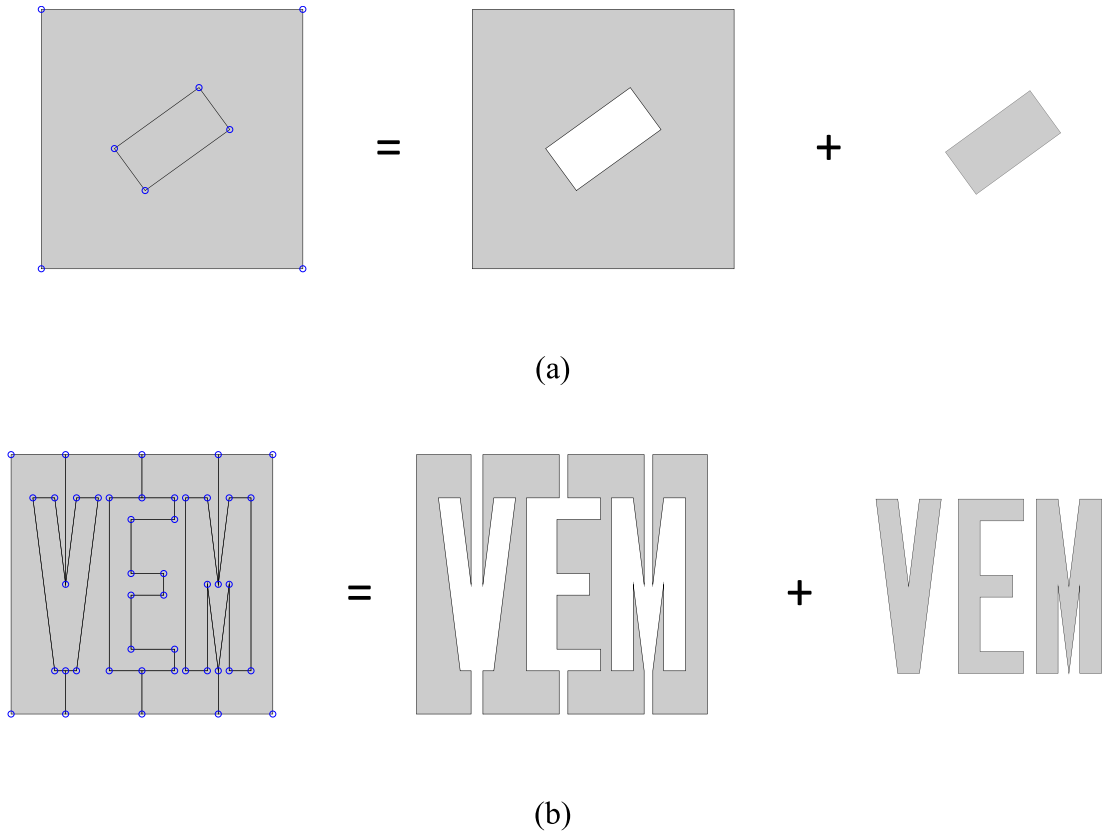 = +
(a)
VEM = VEM + VEM
(b)